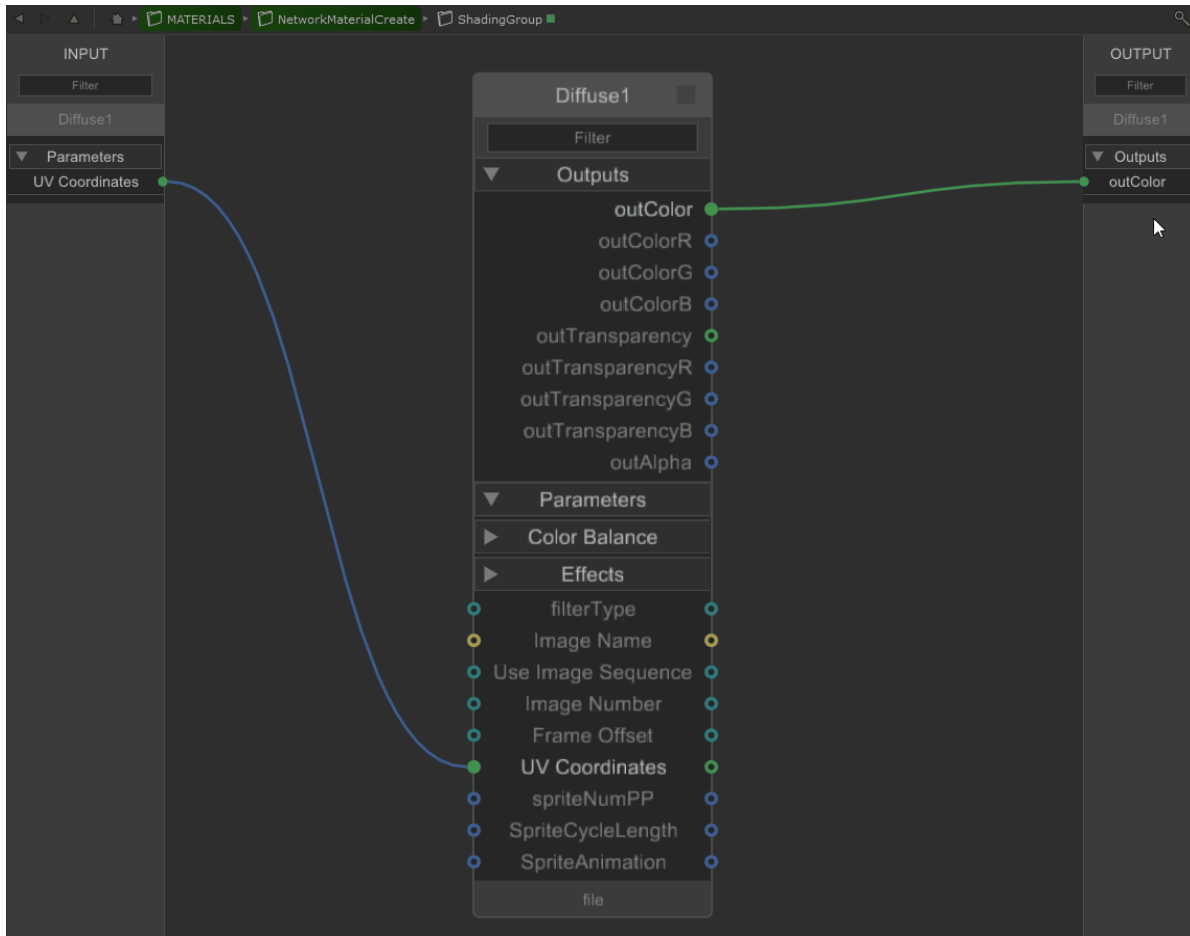 MATERIALS NetworkMaterialCreate ShadingGroup
INPUT
Filter
Diffuse1
Parameters
UV Coordinates
Diffuse1
Filter
Outputs
outColor
outColorR
outColorG
outColorB
outTransparency
outTransparencyR
outTransparencyG
outTransparencyB
outAlpha
Parameters
Color Balance
Effects
filterType
Image Name
Use Image Sequence
Image Number
Frame Offset
UV Coordinates
spriteNumPP
SpriteCycleLength
SpriteAnimation
file
OUTPUT
Filter
Diffuse1
Outputs
outColor